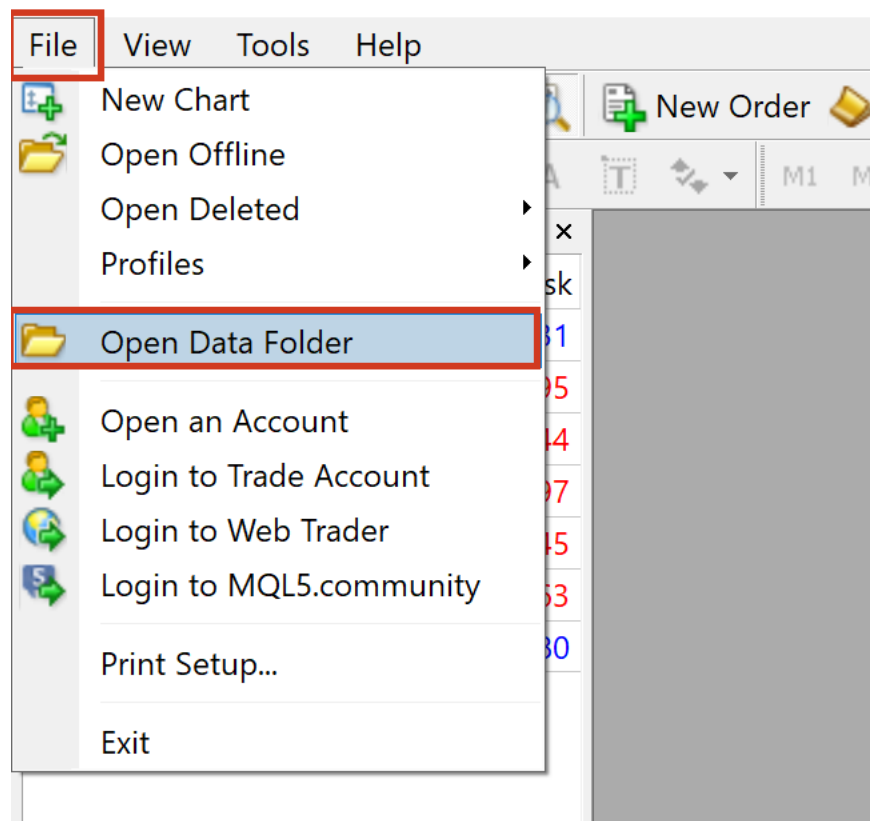 File View Tools Help
New Chart
New Order
Open Offline
M1
Open Deleted
Profiles
Open Data Folder
Open an Account
Login to Trade Account
Login to Web Trader
Login to MQL5.community
Print Setup...
Exit